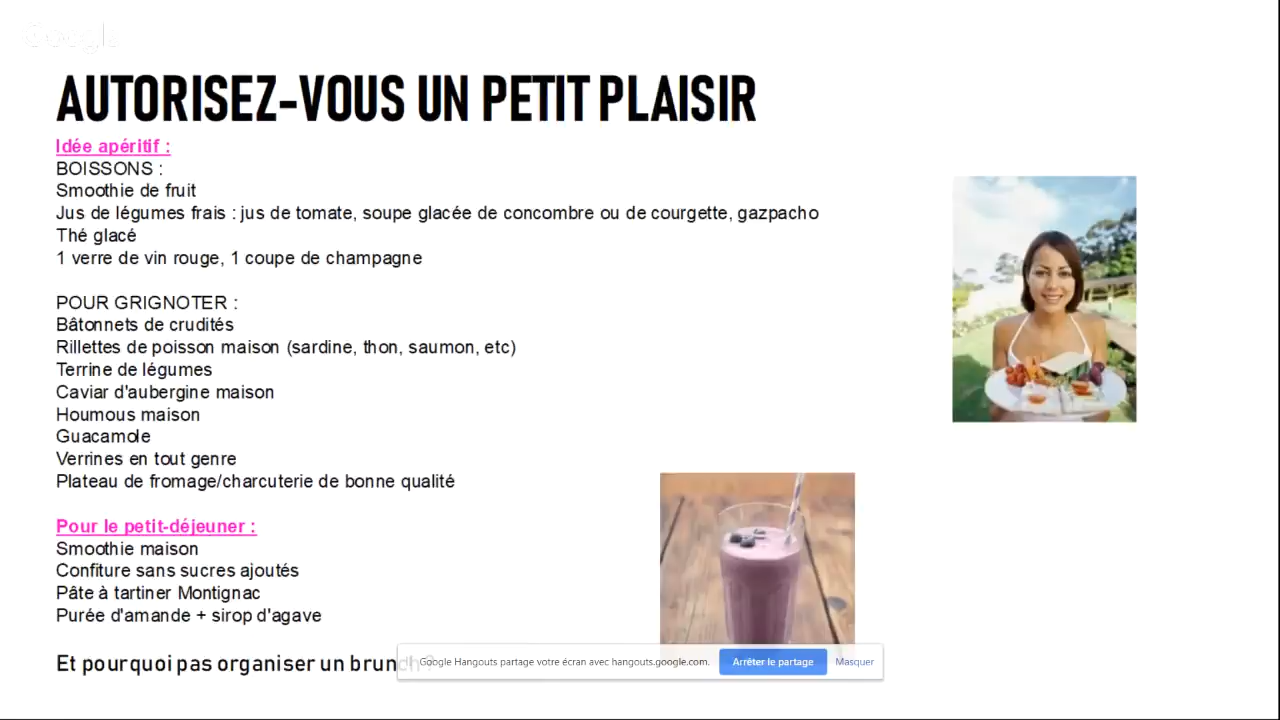 Google
AUTORISEZ-VOUS UN PETIT PLAISIR
Idée apéritif :
BOISSONS :
Smoothie de fruit
Jus de légumes frais : jus de tomate, soupe glacée de concombre ou de courgette, gazpacho
Thé glacé
1 verre de vin rouge, 1 coupe de champagne
POUR GRIGNOTER :
Bâtonnets de crudités
Rillettes de poisson maison (sardine, thon, saumon, etc)
Terrine de légumes
Caviar d'aubergine maison
Houmous maison
Guacamole
Verrines en tout genre
Plateau de fromage/charcuterie de bonne qualité
Pour le petit-déjeuner :
Smoothie maison
Confiture sans sucres ajoutés
Pâte à tartiner Montignac
Purée d'amande + sirop d'agave
Et pourquoi pas organiser un brunch ?
Google Hangouts partage votre écran avec hangouts.google.com. Arrêter le partage Masquer